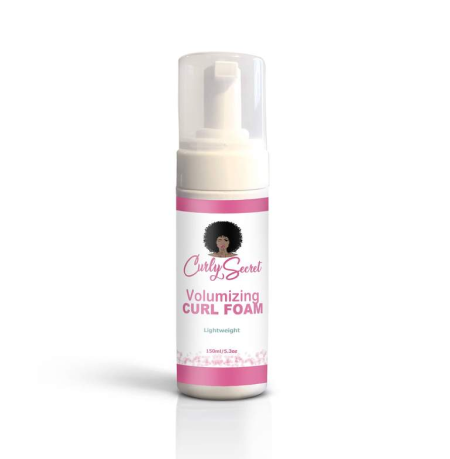 Curly Secret
Volumizing
CURL FOAM
Lightweight
150ml/5.3oz